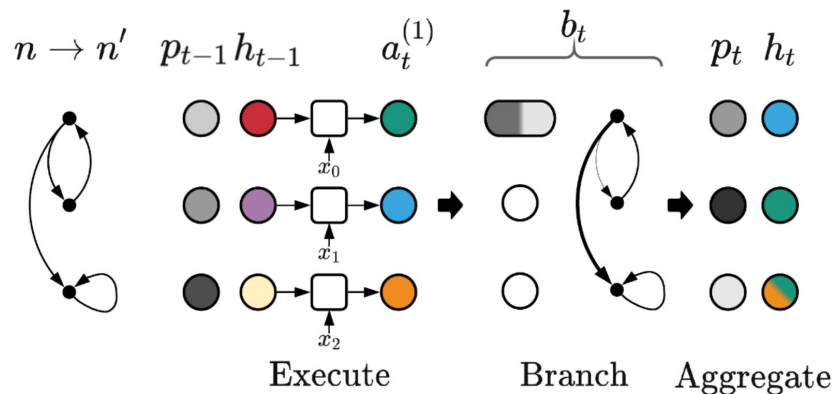 n → n′ p_{t−1} h_{t−1} a_t^{(1)} b_t p_t h_t
x_0
x_1
x_2
Execute Branch Aggregate